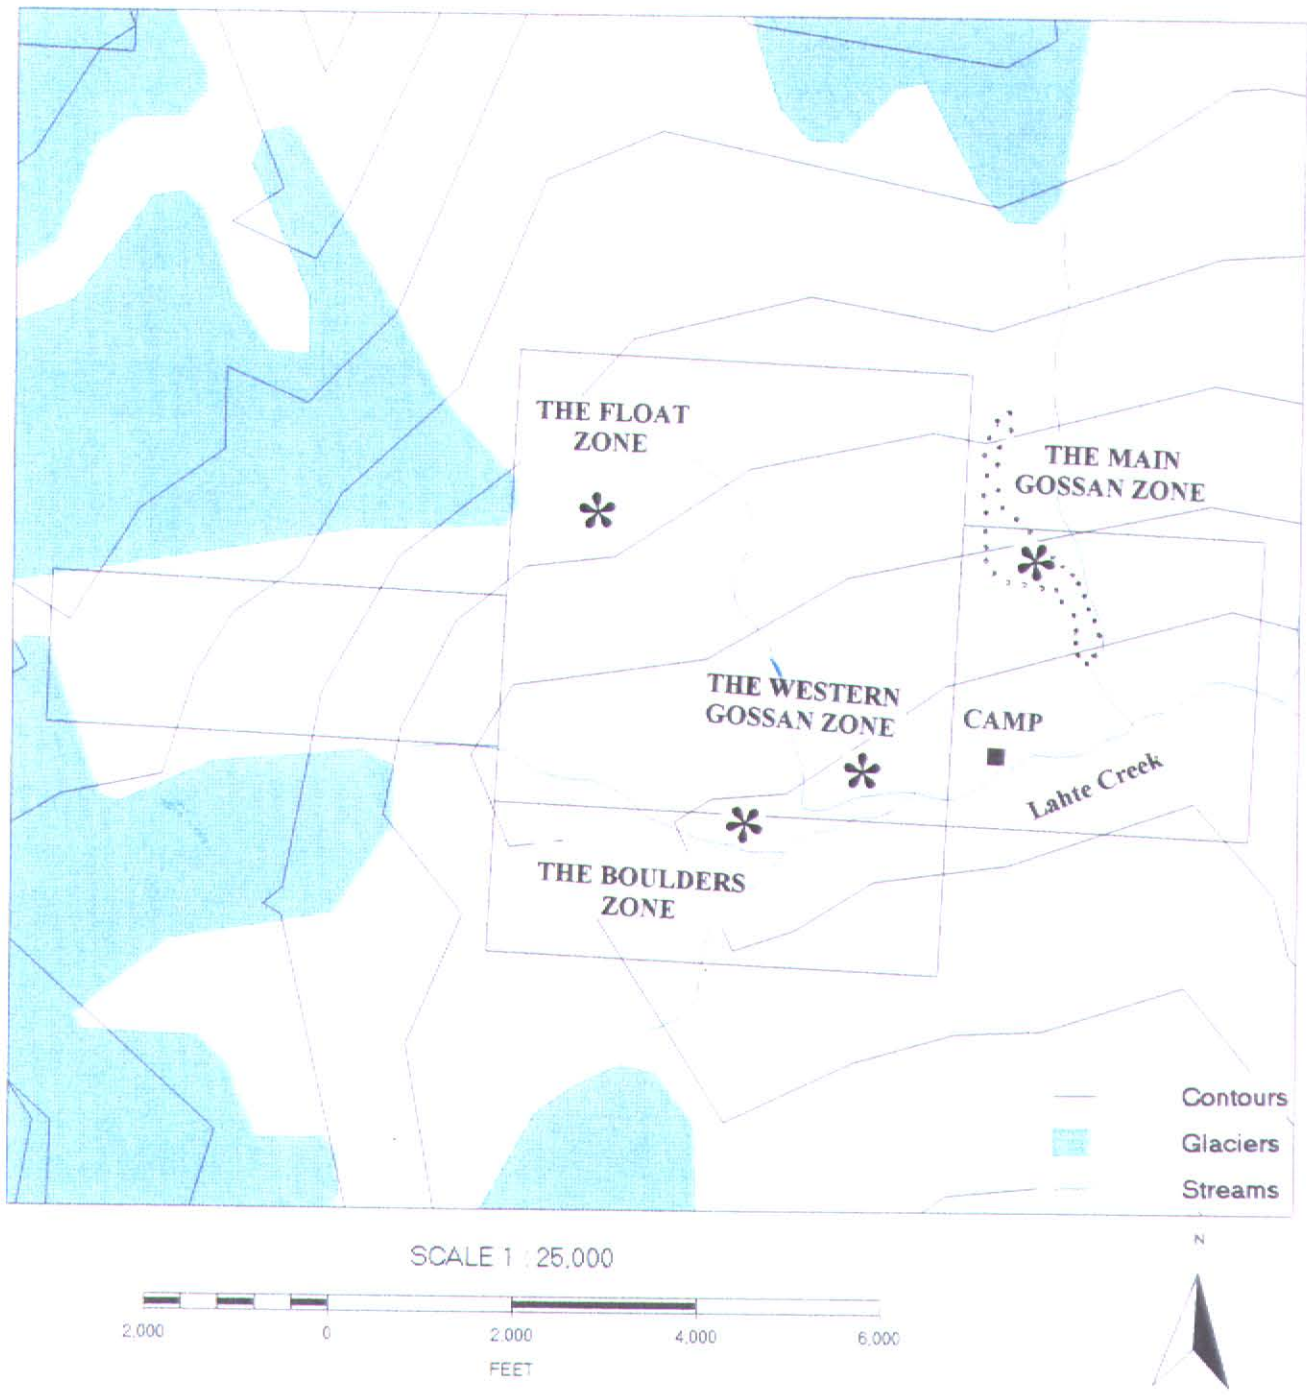 THE FLOAT
ZONE
THE MAIN
GOSSAN ZONE
THE WESTERN
GOSSAN ZONE
CAMP
Lahte Creek
THE BOULDERS
ZONE
Contours
Glaciers
Streams
SCALE 1 : 25,000
N
2,000 0 2,000 4,000 6,000
FEET